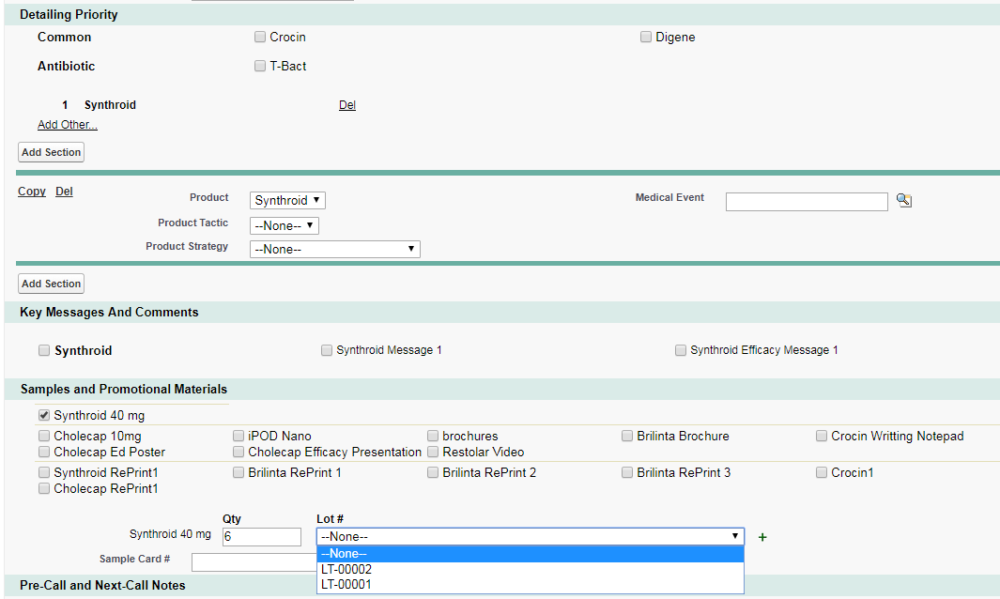 Detailing Priority
Common Crocin Digene
Antibiotic T-Bact
1 Synthroid Del
Add Other...
Add Section
Copy Del Product Synthroid Medical Event
Product Tactic --None--
Product Strategy --None--
Add Section
Key Messages And Comments
Synthroid Synthroid Message 1 Synthroid Efficacy Message 1
Samples and Promotional Materials
Synthroid 40 mg
Cholecap 10mg iPOD Nano brochures Brilinta Brochure Crocin Writting Notepad
Cholecap Ed Poster Cholecap Efficacy Presentation Restolar Video
Synthroid RePrint1 Brilinta RePrint 1 Brilinta RePrint 2 Brilinta RePrint 3 Crocin1
Cholecap RePrint1
Qty Lot #
Synthroid 40 mg 6 --None-- +
--None--
Sample Card # LT-00002
LT-00001
Pre-Call and Next-Call Notes